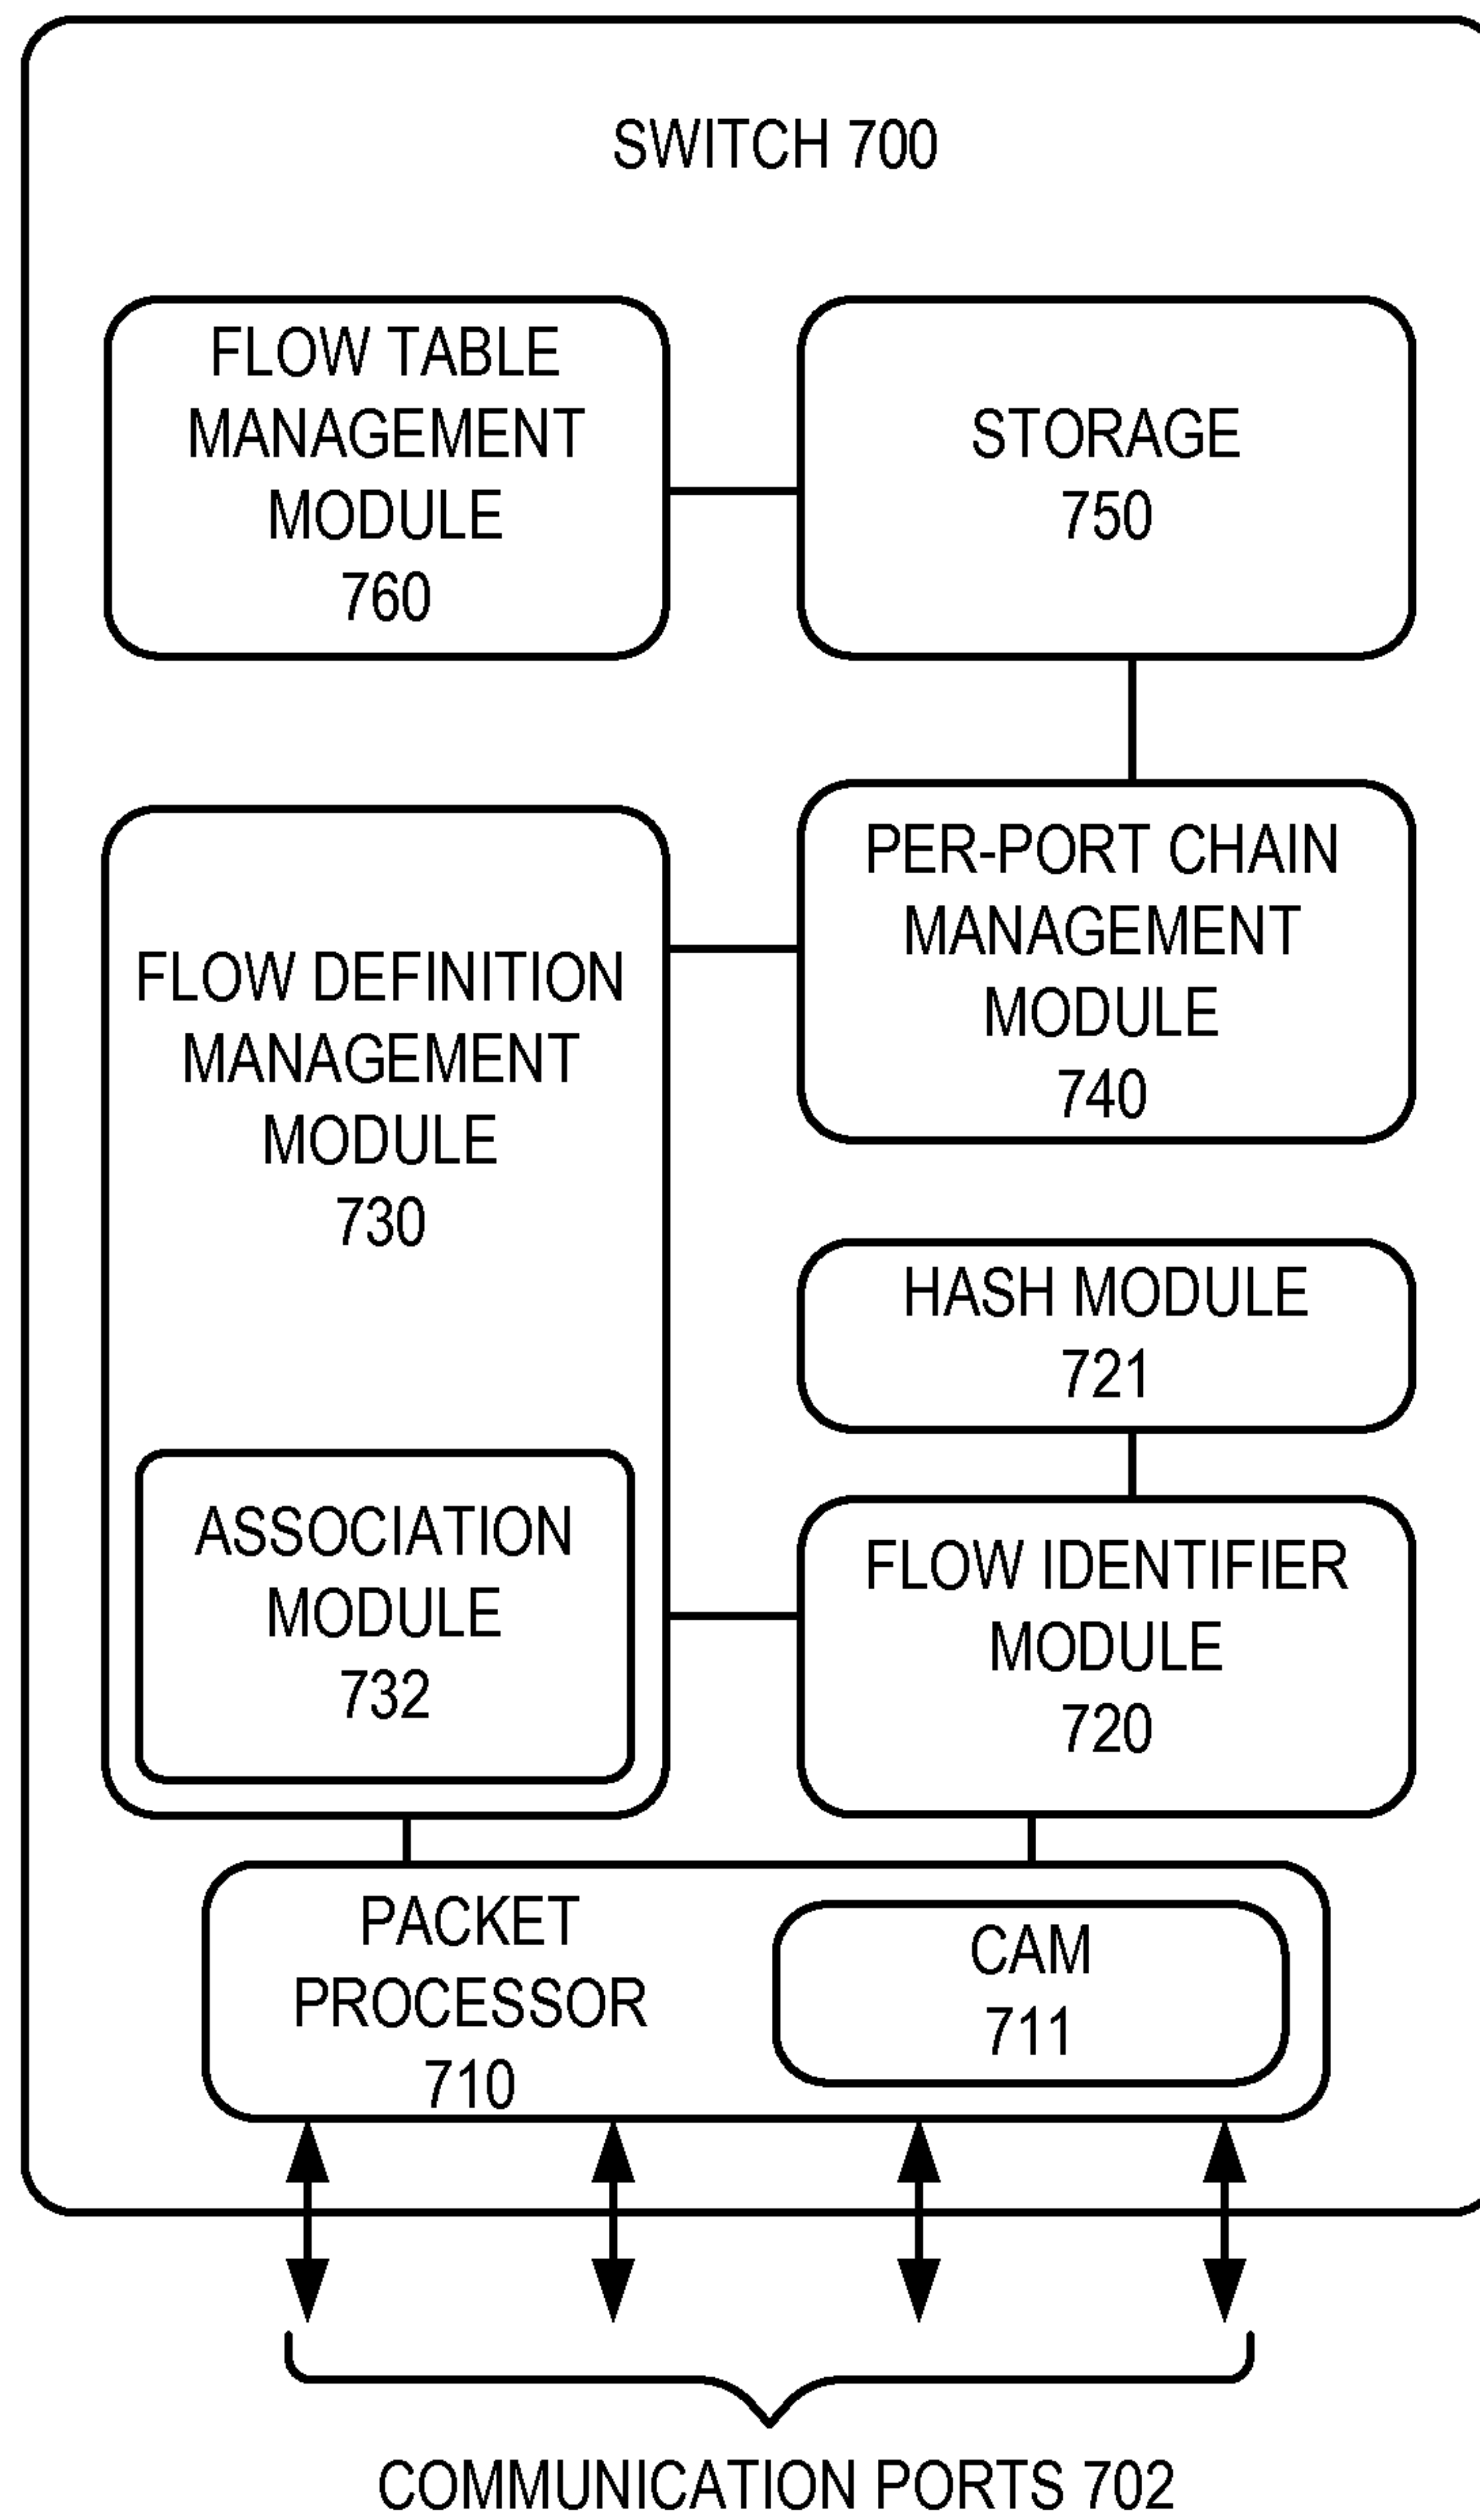 SWITCH 700
FLOW TABLE
MANAGEMENT
MODULE
760
STORAGE
750
PER-PORT CHAIN
MANAGEMENT
MODULE
740
FLOW DEFINITION
MANAGEMENT
MODULE
730
HASH MODULE
721
ASSOCIATION
MODULE
732
FLOW IDENTIFIER
MODULE
720
PACKET
PROCESSOR
710
CAM
711
COMMUNICATION PORTS 702